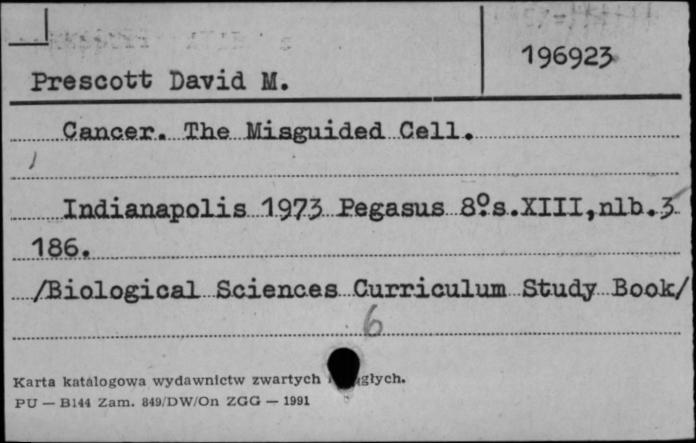 196923
Prescott David M.
Cancer. The Misguided Cell.
Indianapolis 1973 Pegasus 8° s.XIII, nlb. 3
186.
/Biological Sciences Curriculum Study Book/
6
Karta katalogowa wydawnictw zwartych
PU — B144 Zam. 849/DW/On ZGG — 1991